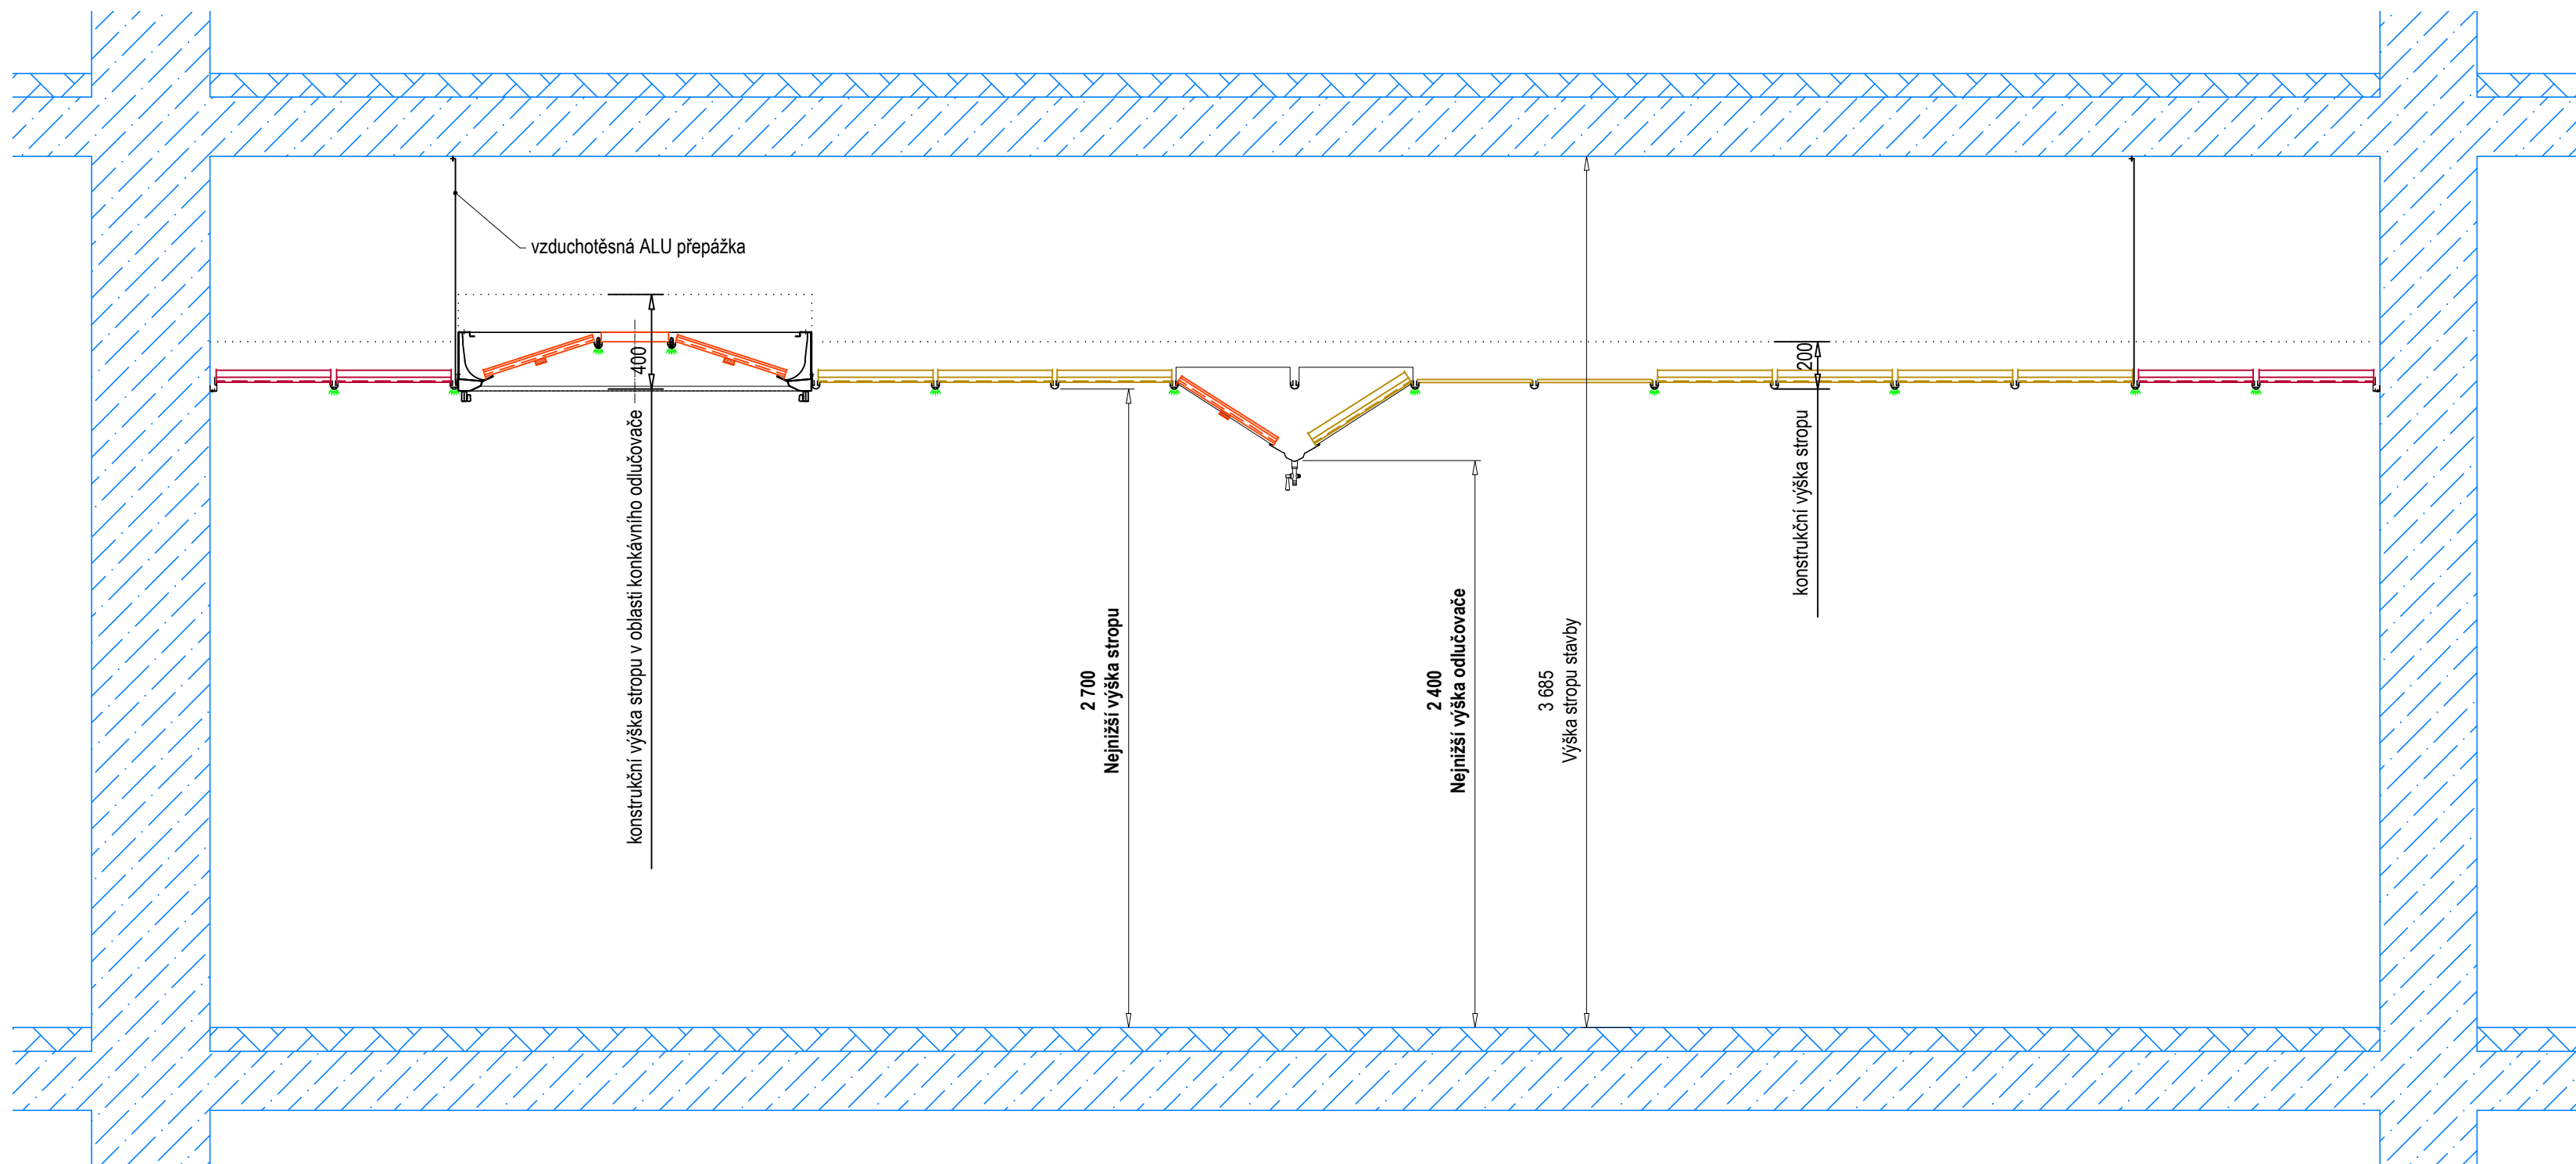 vzduchotěsná ALU přepážka
400
konstrukční výška stropu v oblasti konkávního odlučovače
2 700
Nejnižší výška stropu
2 400
Nejnižší výška odlučovače
3 685
Výška stropu stavby
200
konstrukční výška stropu